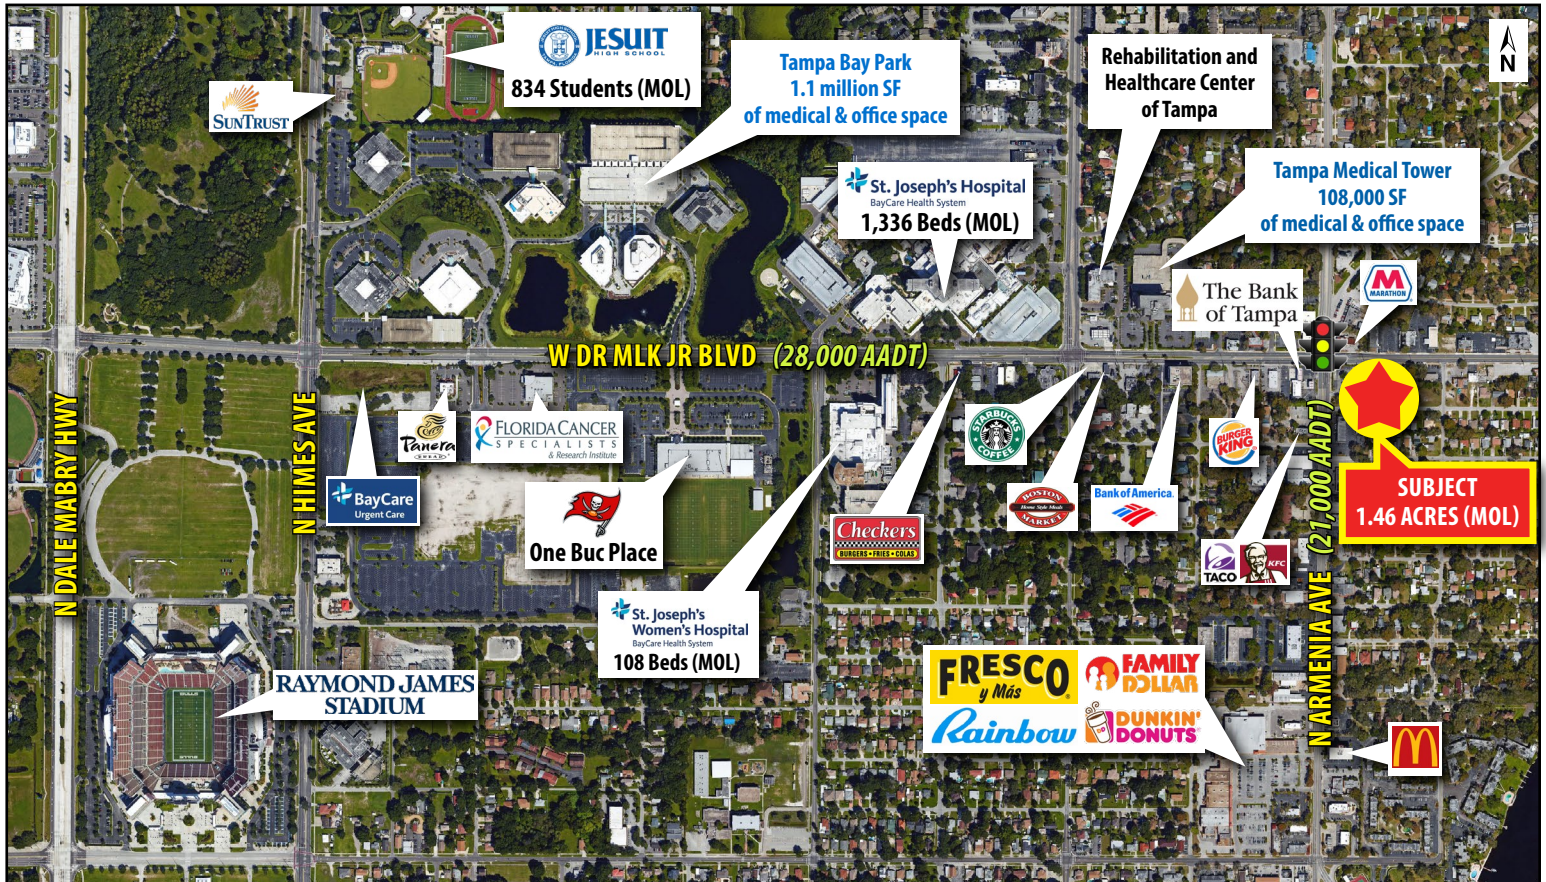 JESUIT
HIGH SCHOOL
834 Students (MOL)
SUNTRUST
Tampa Bay Park
1.1 million SF
of medical & office space
Rehabilitation and
Healthcare Center
of Tampa
N
St. Joseph's Hospital
BayCare Health System
1,336 Beds (MOL)
Tampa Medical Tower
108,000 SF
of medical & office space
The Bank
of Tampa
M
MARATHON
W DR MLK JR BLVD (28,000 AADT)
N DALE MABRY HWY
N HIMES AVE
Panera
BREAD
FLORIDA CANCER
SPECIALISTS
& Research Institute
BayCare
Urgent Care
One Buc Place
Checkers
BURGERS • FRIES • COLAS
STARBUCKS
COFFEE
BOSTON
Home Style Meals
MARKET
Bank of America
BURGER
KING
TACO
KFC
SUBJECT
1.46 ACRES (MOL)
N ARMENIA AVE (21,000 AADT)
St. Joseph's
Women's Hospital
BayCare Health System
108 Beds (MOL)
RAYMOND JAMES
STADIUM
FRESCO
y Más
FAMILY
DOLLAR
Rainbow
DUNKIN'
DONUTS
M